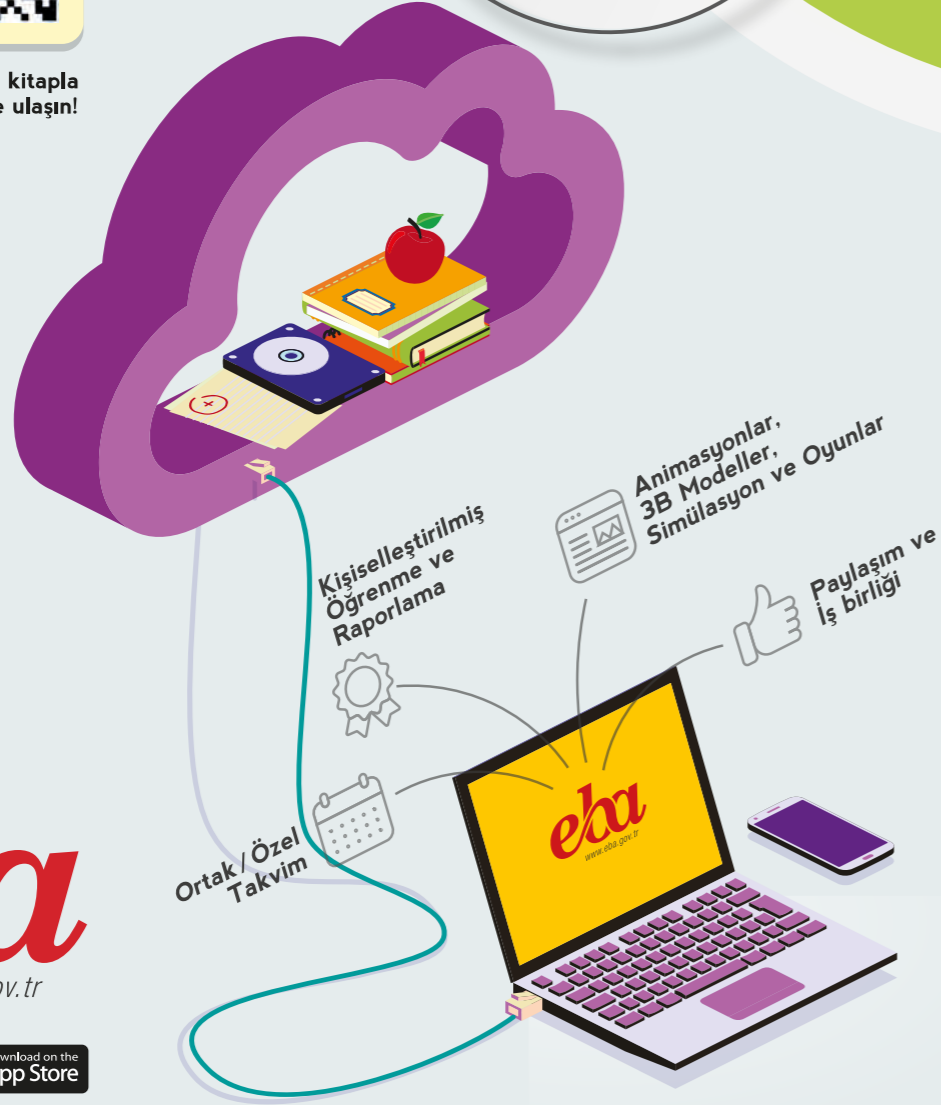 kitapla
ulaşın!
Animasyonlar,
3B Modeller,
Simülasyon ve Oyunlar
Kişiselleştirilmiş
Öğrenme ve
Raporlama
Paylaşım ve
İş birliği
eba
www.eba.gov.tr
Ortak / Özel
Takvim
a
ov.tr
wnload on the
pp Store